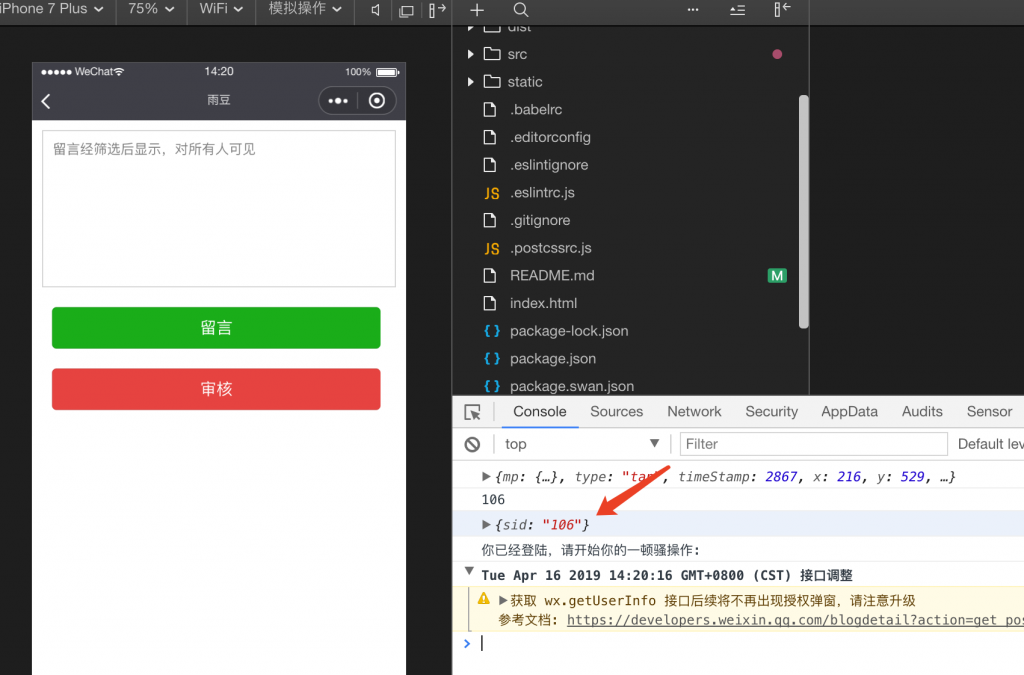 iPhone 7 Plus 75% WiFi 模拟操作
●●●●● WeChat 14:20 100%
雨豆
留言经筛选后显示，对所有人可见
留言
审核
dist
src
static
.babelrc
.editorconfig
.eslintignore
JS .eslintrc.js
.gitignore
JS .postcssrc.js
README.md M
index.html
{ } package-lock.json
{ } package.json
{ } package.swan.json
Console Sources Network Security AppData Audits Sensor
top Filter Default lev
{mp: {…}, type: "tap", timeStamp: 2867, x: 216, y: 529, …}
106
{sid: "106"}
你已经登陆，请开始你的一顿骚操作:
Tue Apr 16 2019 14:20:16 GMT+0800 (CST) 接口调整
获取 wx.getUserInfo 接口后续将不再出现授权弹窗，请注意升级
参考文档: https://developers.weixin.qq.com/blogdetail?action=get_pos